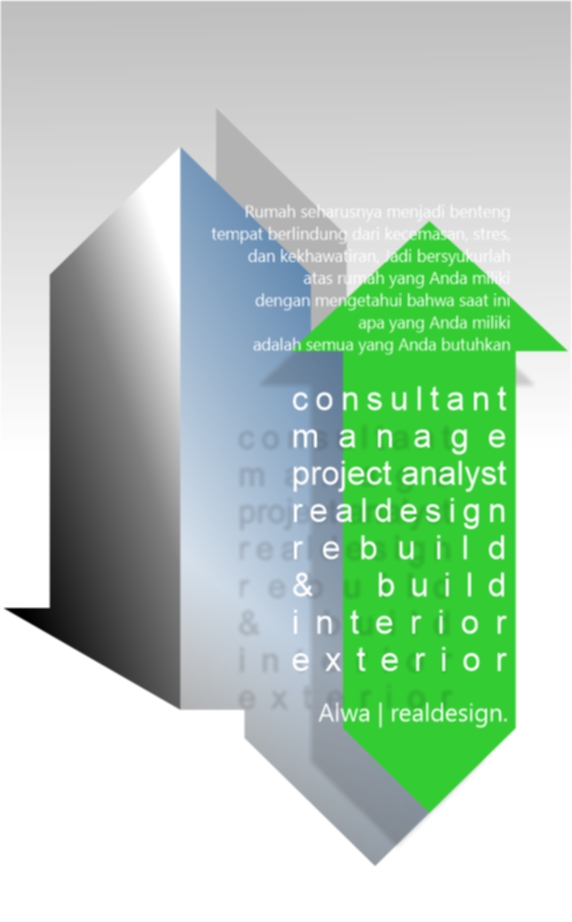 Rumah seharusnya menjadi benteng
tempat berlindung dari kecemasan, stres,
dan kekhawatiran, Jadi bersyukurlah
atas rumah yang Anda miliki
dengan mengetahui bahwa saat ini
apa yang Anda miliki
adalah semua yang Anda butuhkan
consultant
manage
project analyst
realdesign
rebuild
& build
interior
exterior
Alwa | realdesign.